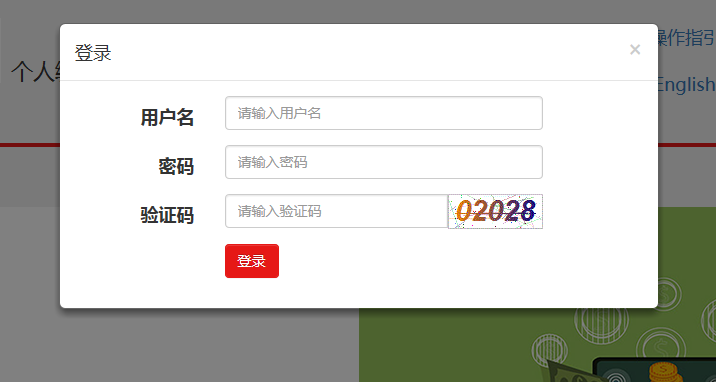 登录
×
操作指引
个人
English
用户名
请输入用户名
密码
请输入密码
验证码
请输入验证码
02028
登录